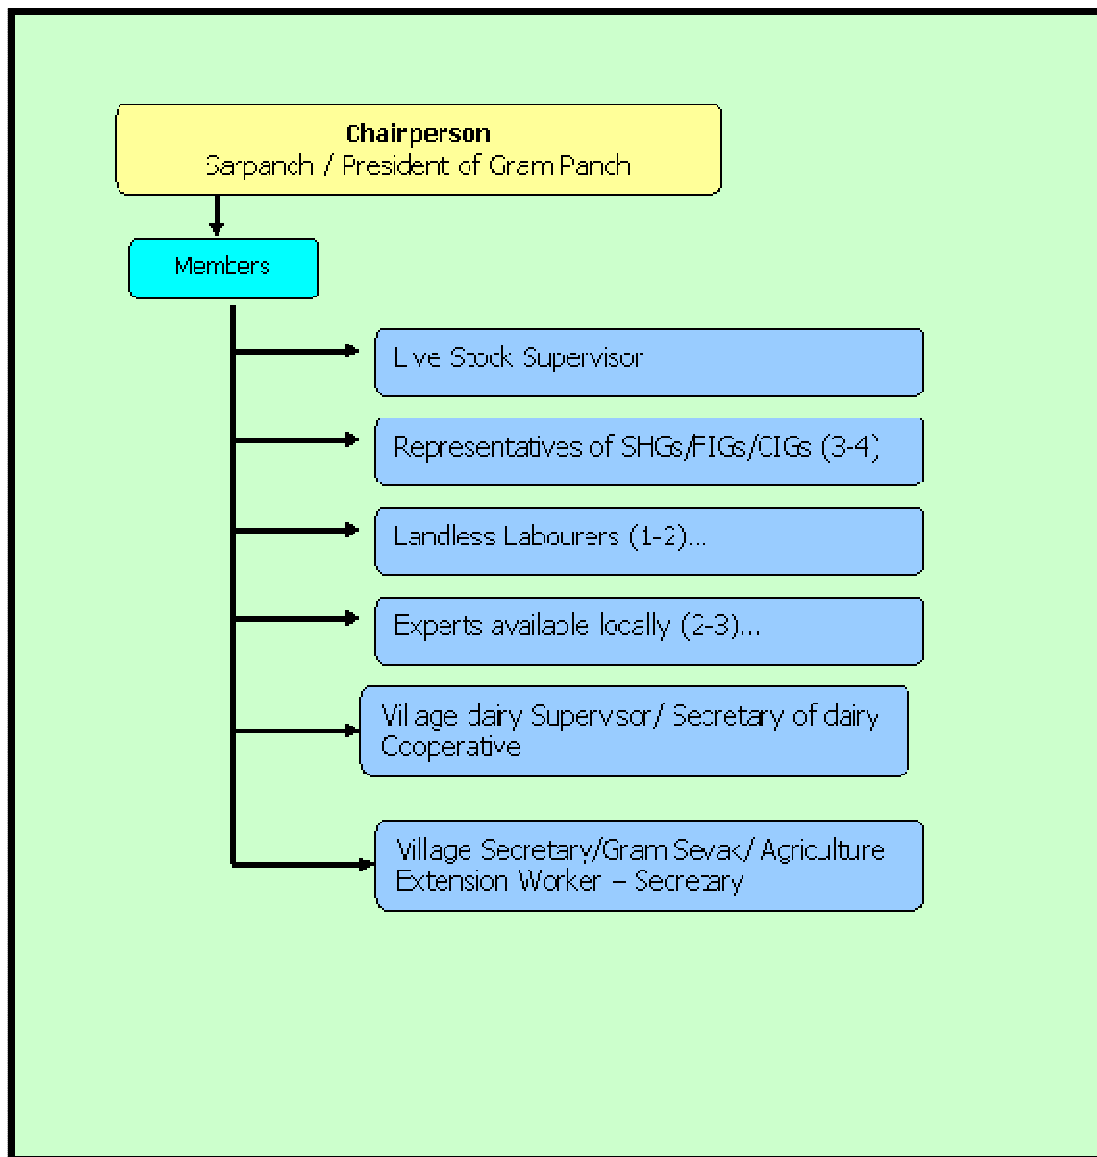 Chairperson
Sarpanch / President of Gram Panch
Members
Live Stock Supervisor
Representatives of SHGs/FIGs/CIGs (3-4)
Landless Labourers (1-2)...
Experts available locally (2-3)...
Village dairy Supervisor/ Secretary of dairy
Cooperative
Village Secretary/Gram Sevak/ Agriculture
Extension Worker – Secretary